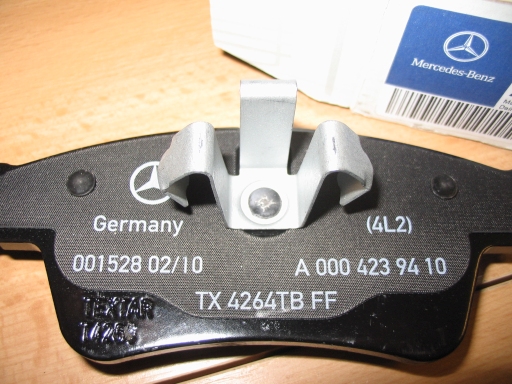 Mercedes-Benz
Germany
(4L2)
001528 02/10
A 000 423 94 10
TX 4264TB FF
TEXTAR